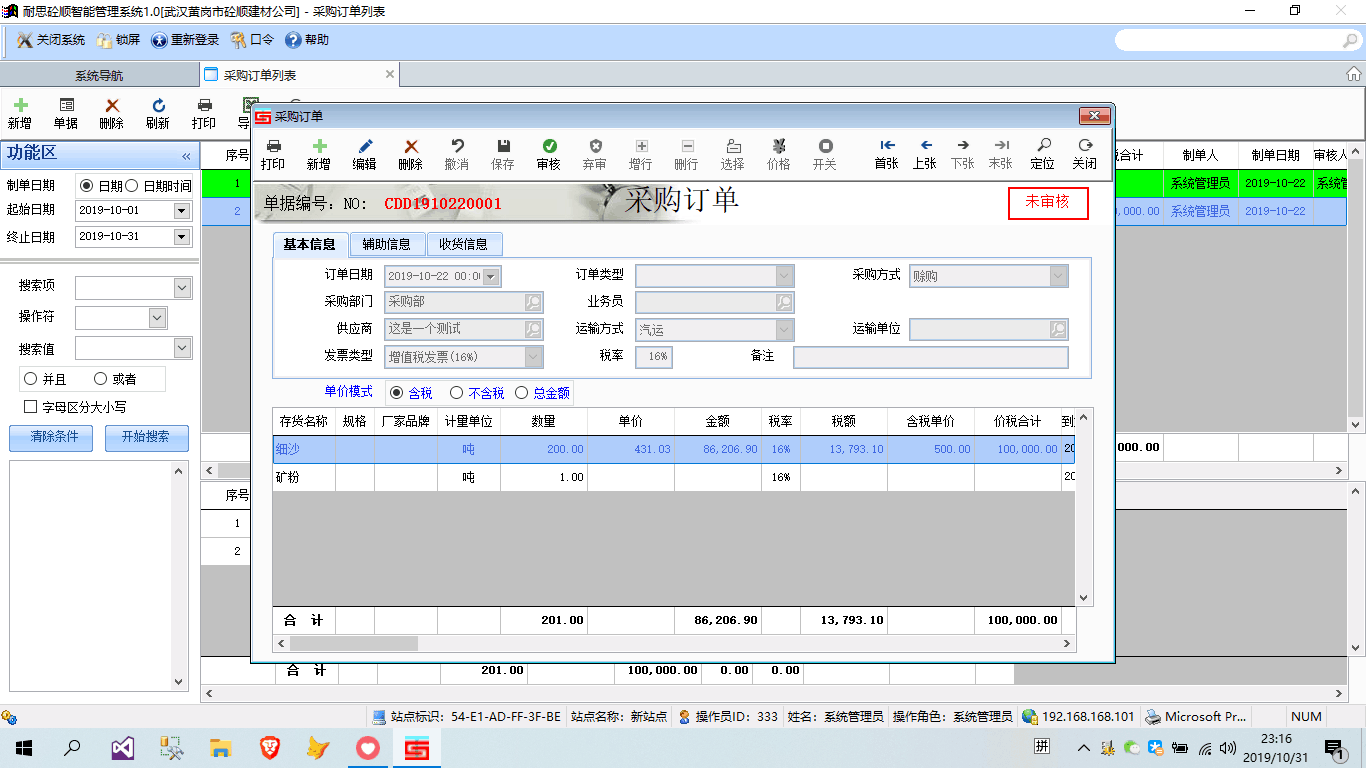 耐思砼顺智能管理系统1.0[武汉黄岗市砼顺建材公司] - 采购订单列表
关闭系统 锁屏 重新登录 口令 帮助
系统导航 采购订单列表
新增 单据 删除 刷新 打印
采购订单
打印 新增 编辑 删除 撤消 保存 审核 弃审 增行 删行 选择 价格 开关 首张 上张 下张 末张 定位 关闭
功能区 «
序号 制单人 制单日期 审核人
1 系统管理员 2019-10-22
2 系统管理员 2019-10-22
单据编号: NO: CDD1910220001
采购订单
未审核
制单日期 日期 日期时间
起始日期 2019-10-01
终止日期 2019-10-31
搜索项
操作符
搜索值
并且 或者
字母区分大小写
清除条件 开始搜索
基本信息 辅助信息 收货信息
订单日期 2019-10-22 00:0 订单类型 采购方式 赊购
采购部门 采购部 业务员
供应商 这是一个测试 运输方式 汽运 运输单位
发票类型 增值税发票(16%) 税率 16% 备注
单价模式 含税 不含税 总金额
存货名称 规格 厂家品牌 计量单位 数量 单价 金额 税率 税额 含税单价 价税合计 到
细沙 吨 200.00 431.03 86,206.90 16% 13,793.10 500.00 100,000.00 20
矿粉 吨 1.00 16% 20
合 计 201.00 86,206.90 13,793.10 100,000.00
序号
1
2
合 计 201.00 100,000.00 0.00 0.00
站点标识: 54-E1-AD-FF-3F-BE 站点名称: 新站点 操作员ID: 333 姓名: 系统管理员 操作角色: 系统管理员 192.168.168.101 Microsoft Pr... NUM
拼 23:16
2019/10/31
1